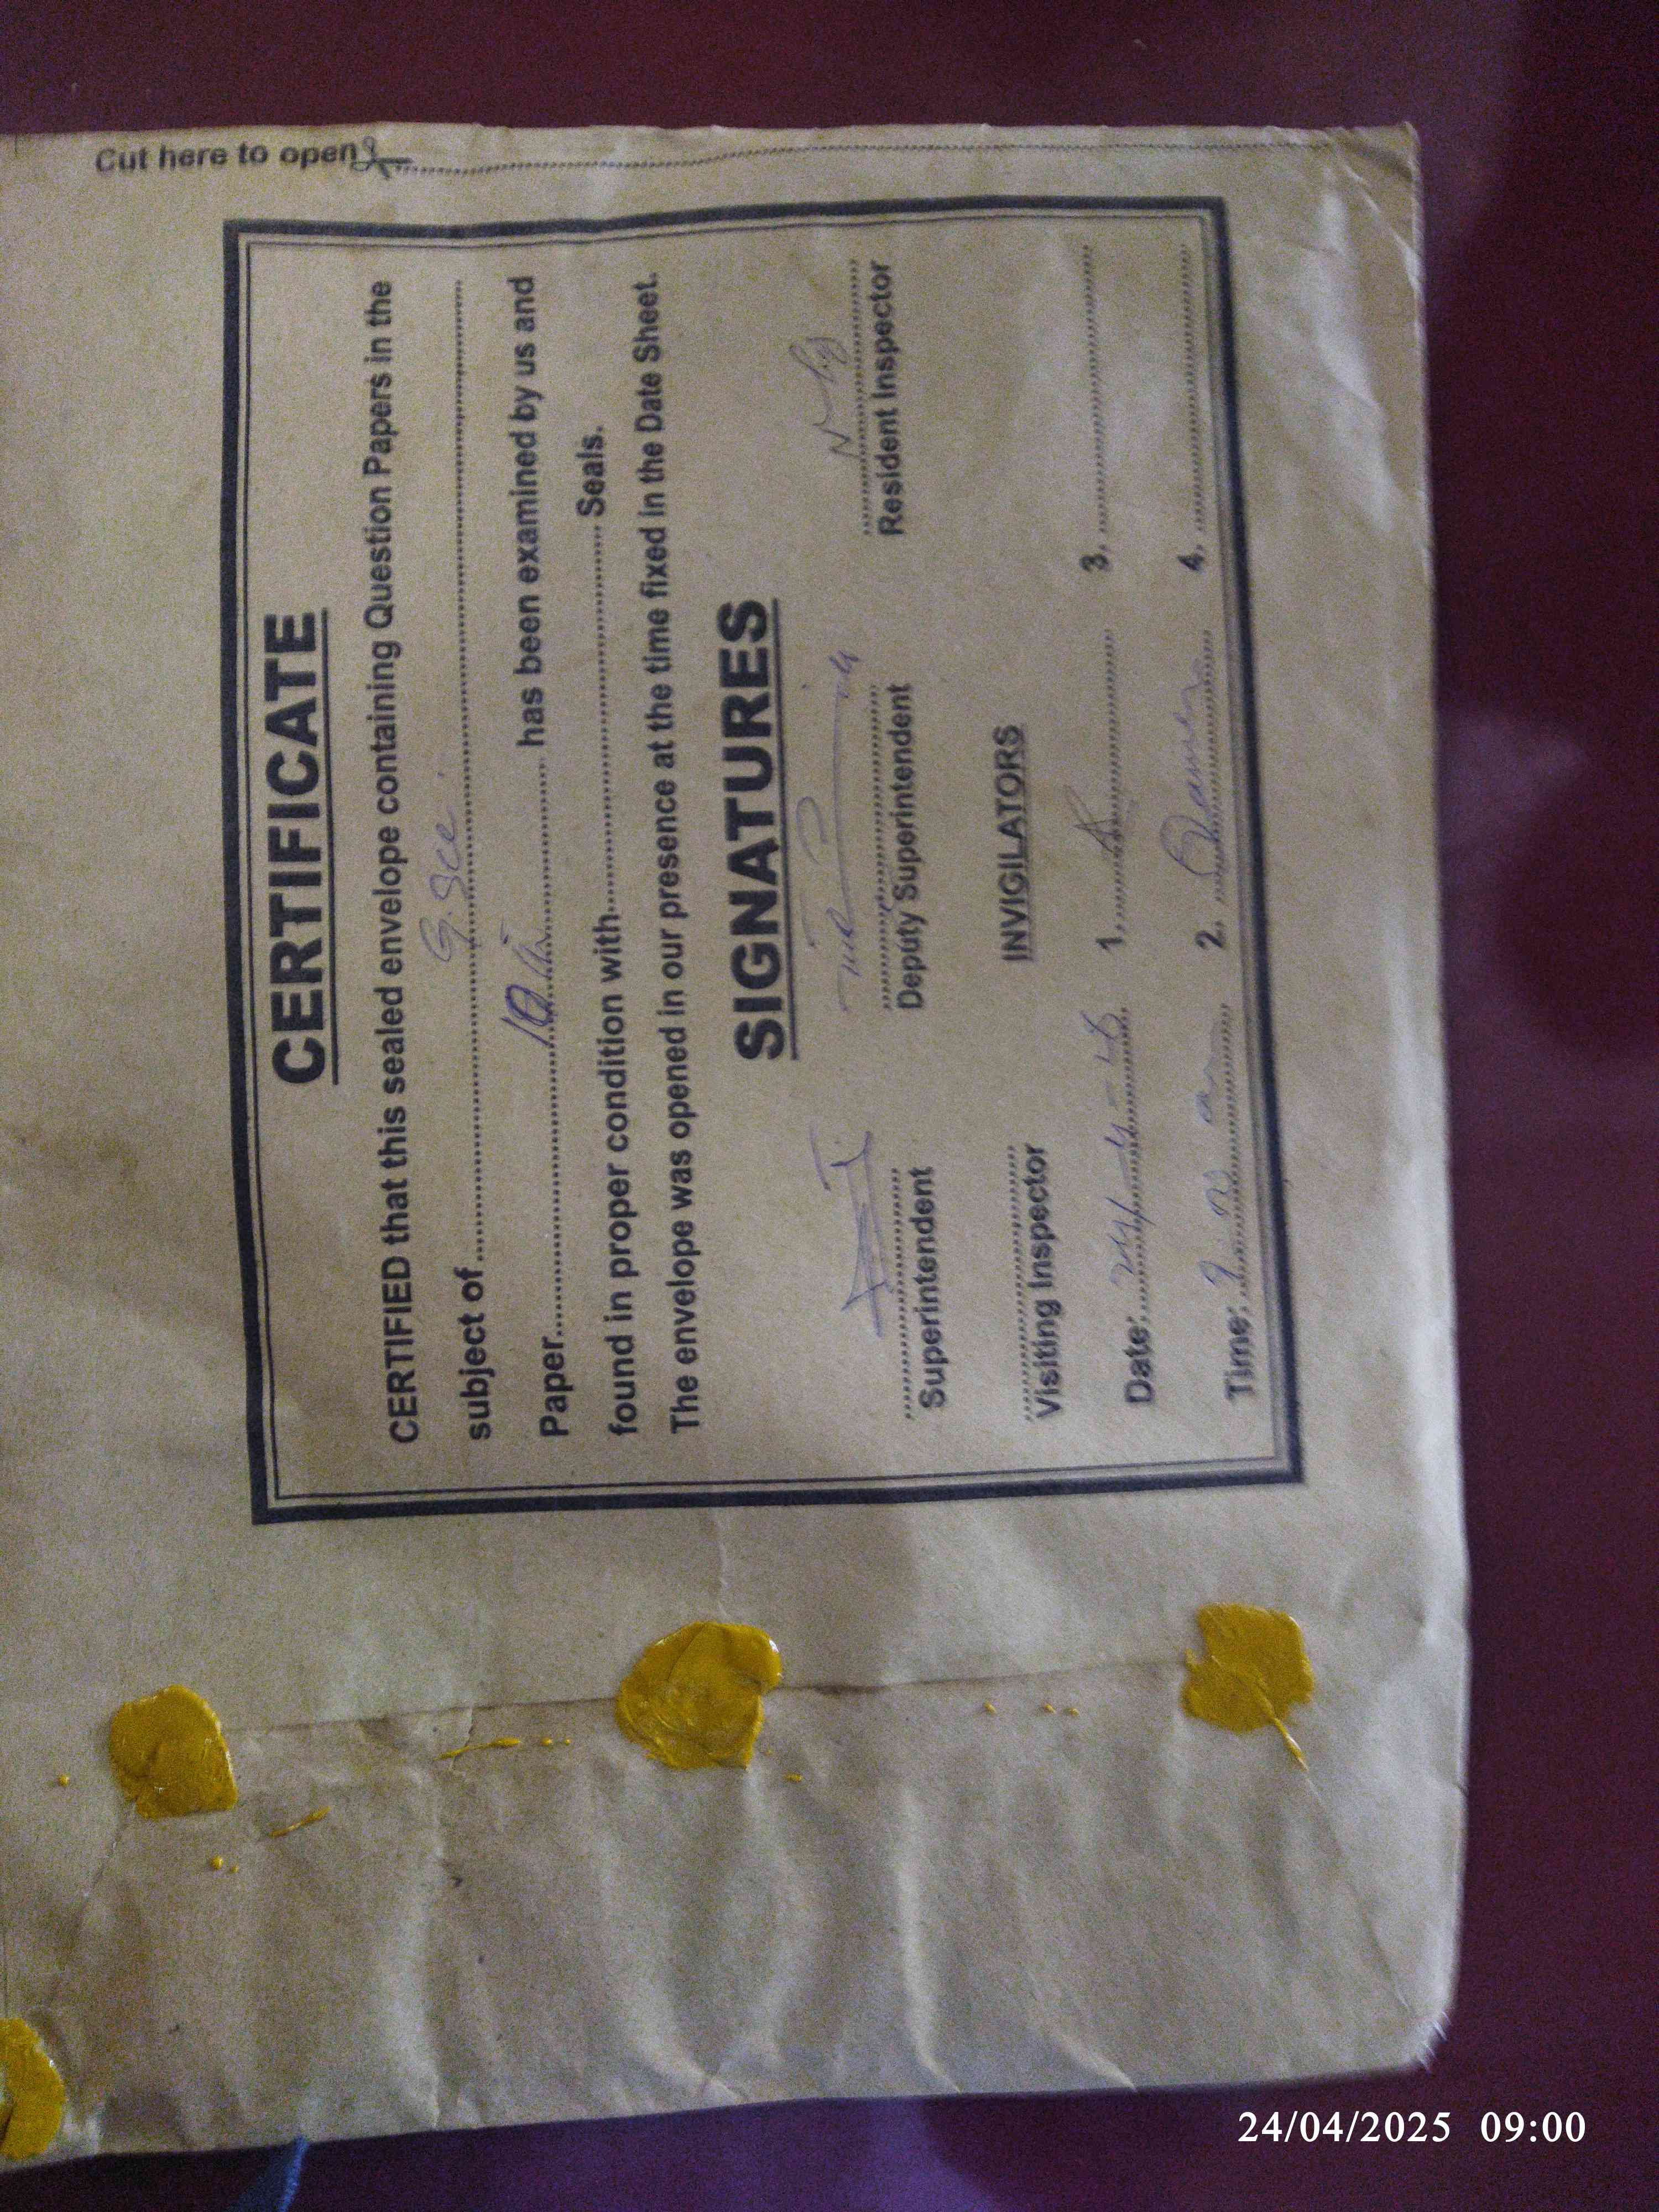 Cut here to open
CERTIFICATE
CERTIFIED that this sealed envelope containing Question Papers in the
subject of........G. Sci........
Paper........10th........ has been examined by us and
found in proper condition with........ Seals.
The envelope was opened in our presence at the time fixed in the Date Sheet.
SIGNATURES
Superintendent Deputy Superintendent Resident Inspector
Visiting Inspector INVIGILATORS
Date: 1. 3.
Time: 2. 4.
24/04/2025 09:00